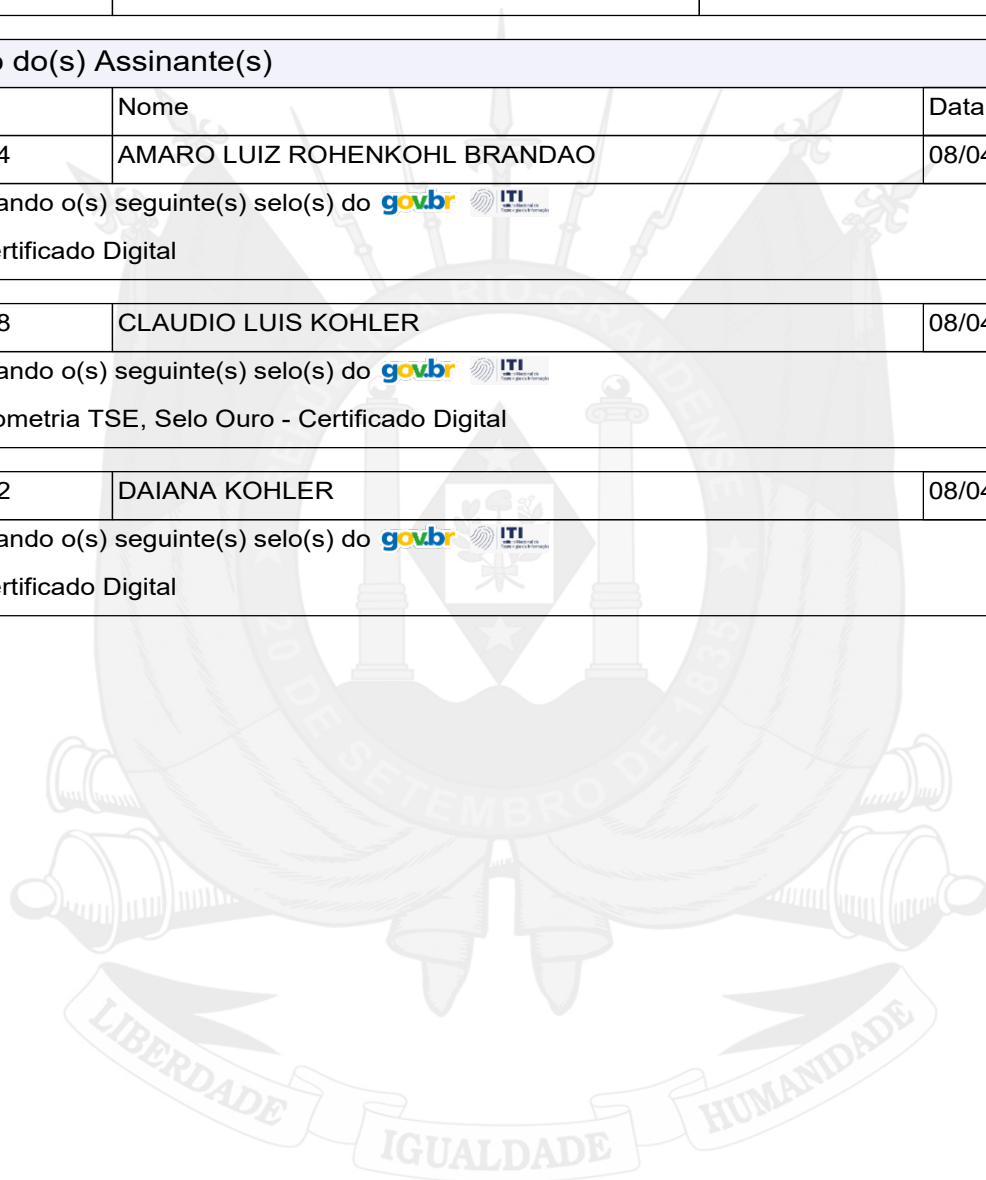 o do(s) Assinante(s)
Nome Data
4 AMARO LUIZ ROHENKOHL BRANDAO 08/04
ando o(s) seguinte(s) selo(s) do gov.br ITI
ertificado Digital
8 CLAUDIO LUIS KOHLER 08/04
ando o(s) seguinte(s) selo(s) do gov.br ITI
ometria TSE, Selo Ouro - Certificado Digital
2 DAIANA KOHLER 08/04
ando o(s) seguinte(s) selo(s) do gov.br ITI
ertificado Digital
REPÚBLICA RIO-GRANDENSE
20 DE SETEMBRO DE 1835
LIBERDADE IGUALDADE HUMANIDADE